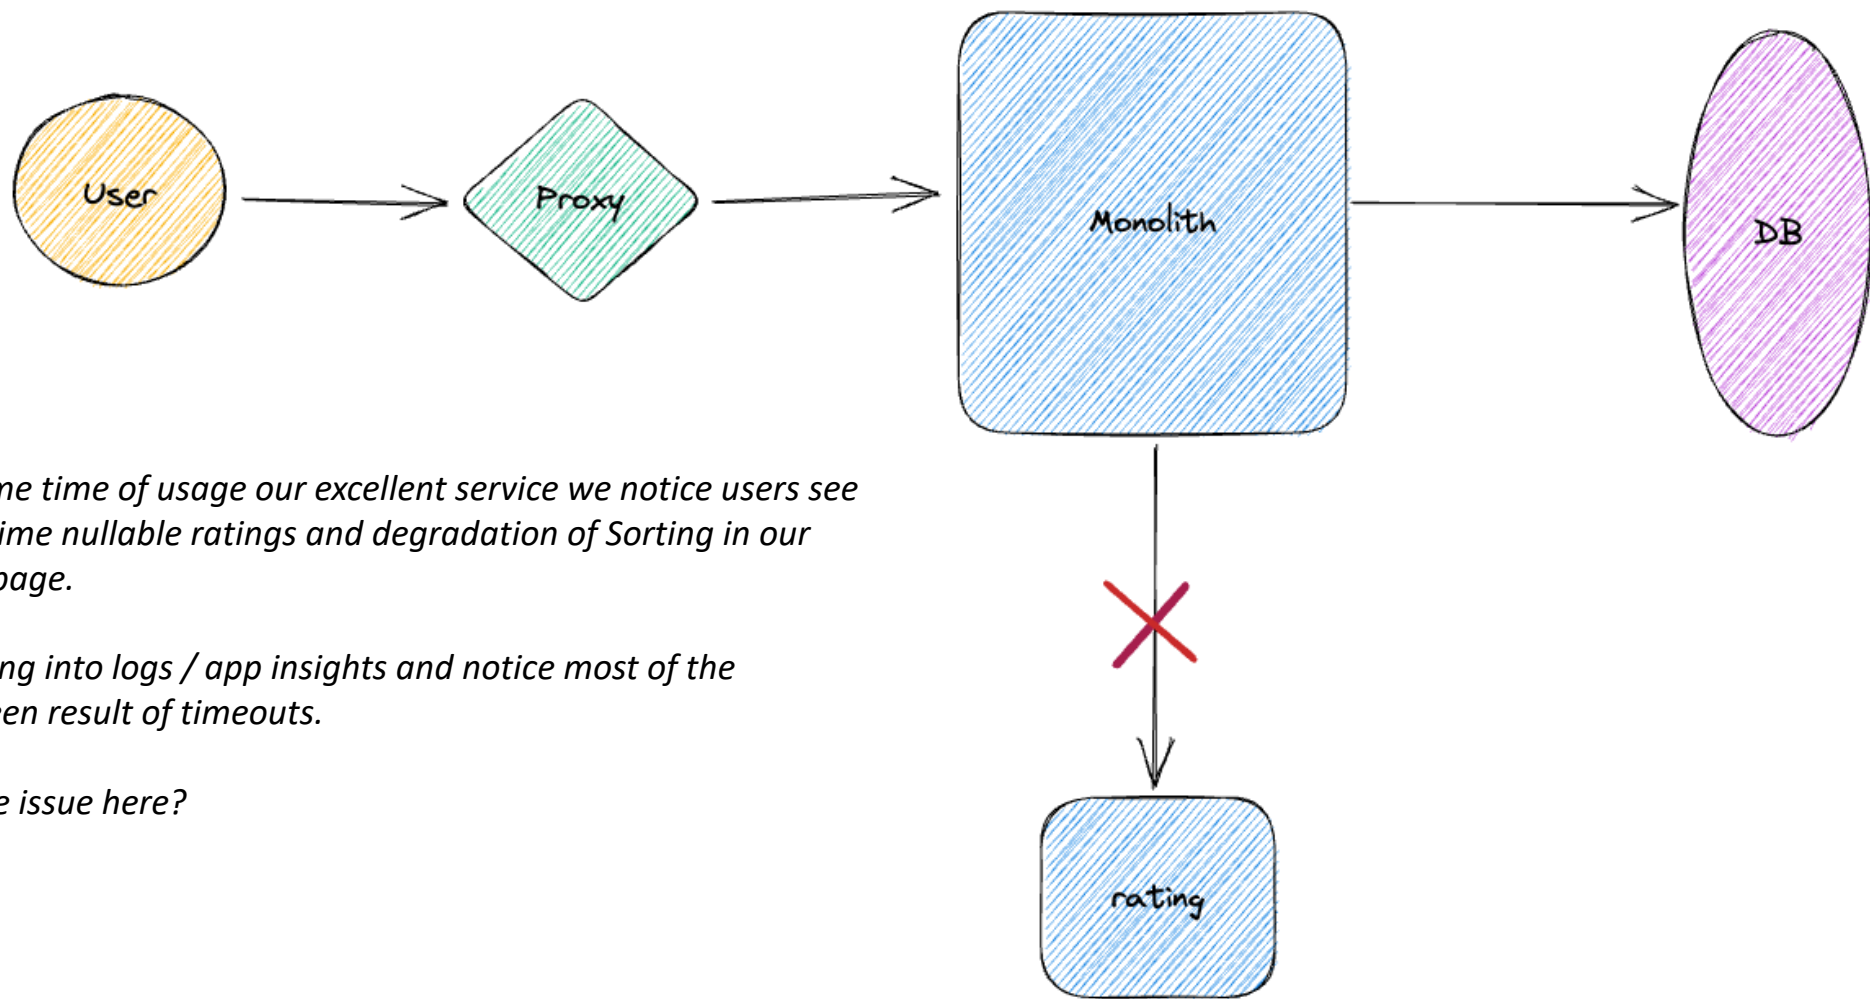 User
Proxy
Monolith
DB
me time of usage our excellent service we notice users see
ime nullable ratings and degradation of Sorting in our
page.
ng into logs / app insights and notice most of the
een result of timeouts.
e issue here?
rating